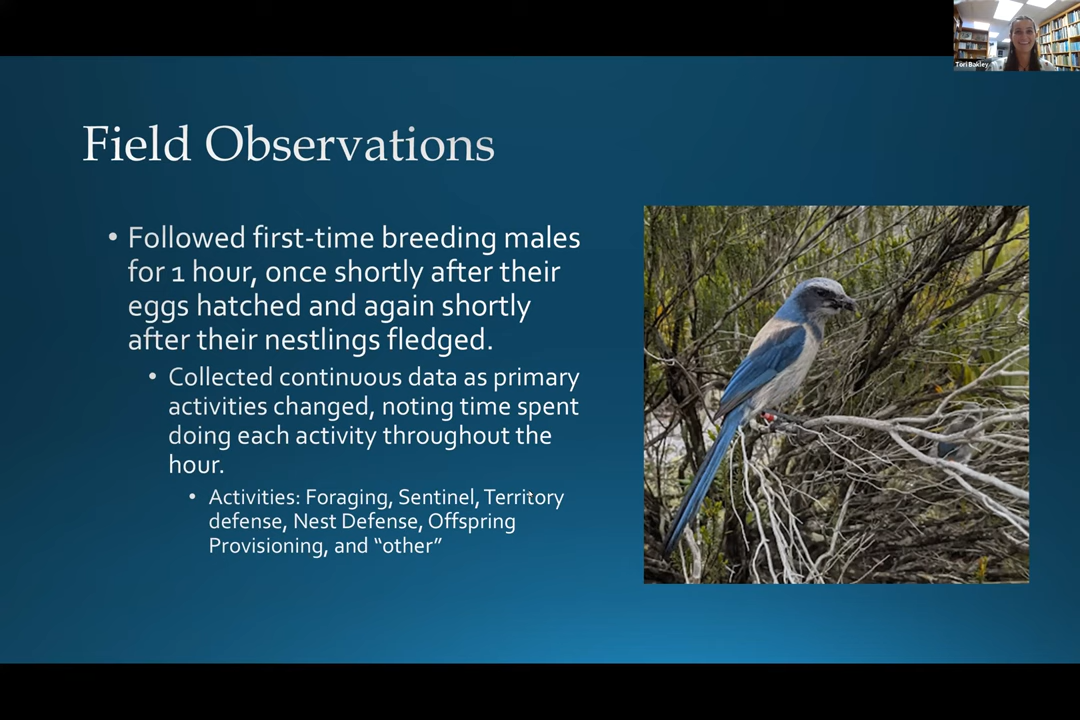 Tori Bakley
Field Observations
• Followed first-time breeding males
for 1 hour, once shortly after their
eggs hatched and again shortly
after their nestlings fledged.
• Collected continuous data as primary
activities changed, noting time spent
doing each activity throughout the
hour.
• Activities: Foraging, Sentinel, Territory
defense, Nest Defense, Offspring
Provisioning, and “other”